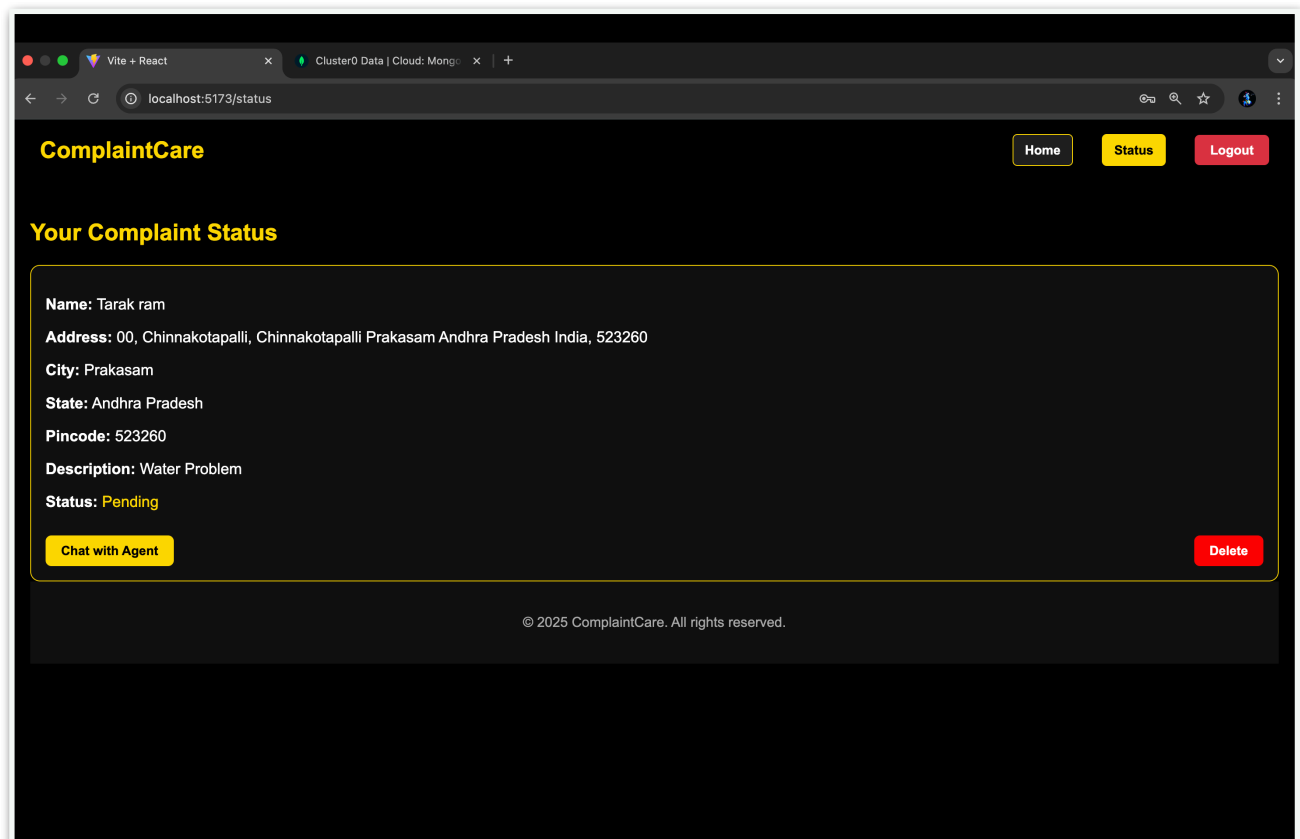 Vite + React
Cluster0 Data | Cloud: Mongo
localhost:5173/status
ComplaintCare
Home
Status
Logout
Your Complaint Status
Name: Tarak ram
Address: 00, Chinnakotapalli, Chinnakotapalli Prakasam Andhra Pradesh India, 523260
City: Prakasam
State: Andhra Pradesh
Pincode: 523260
Description: Water Problem
Status: Pending
Chat with Agent
Delete
© 2025 ComplaintCare. All rights reserved.